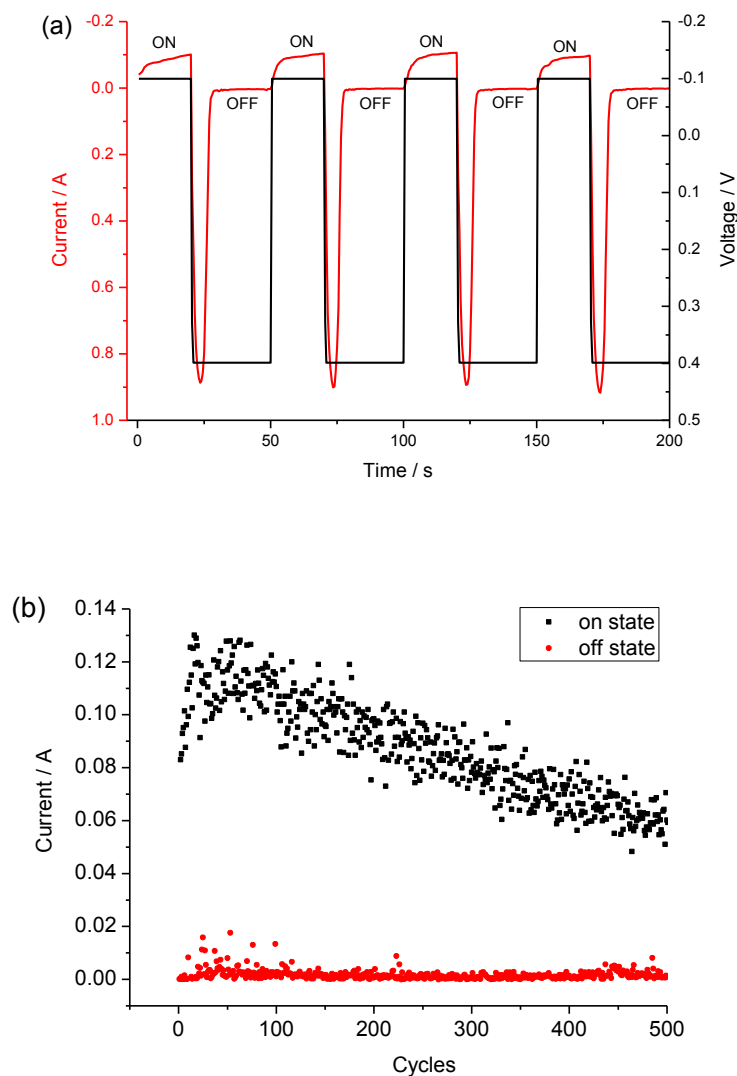 (a)
-0.2
0.0
0.2
0.4
0.6
0.8
1.0
Current / A
ON ON ON ON
OFF OFF OFF OFF
-0.2
-0.1
0.0
0.1
0.2
0.3
0.4
0.5
Voltage / V
0 50 100 150 200
Time / s
(b)
0.14
0.12
0.10
0.08
0.06
0.04
0.02
0.00
Current / A
on state
off state
0 100 200 300 400 500
Cycles